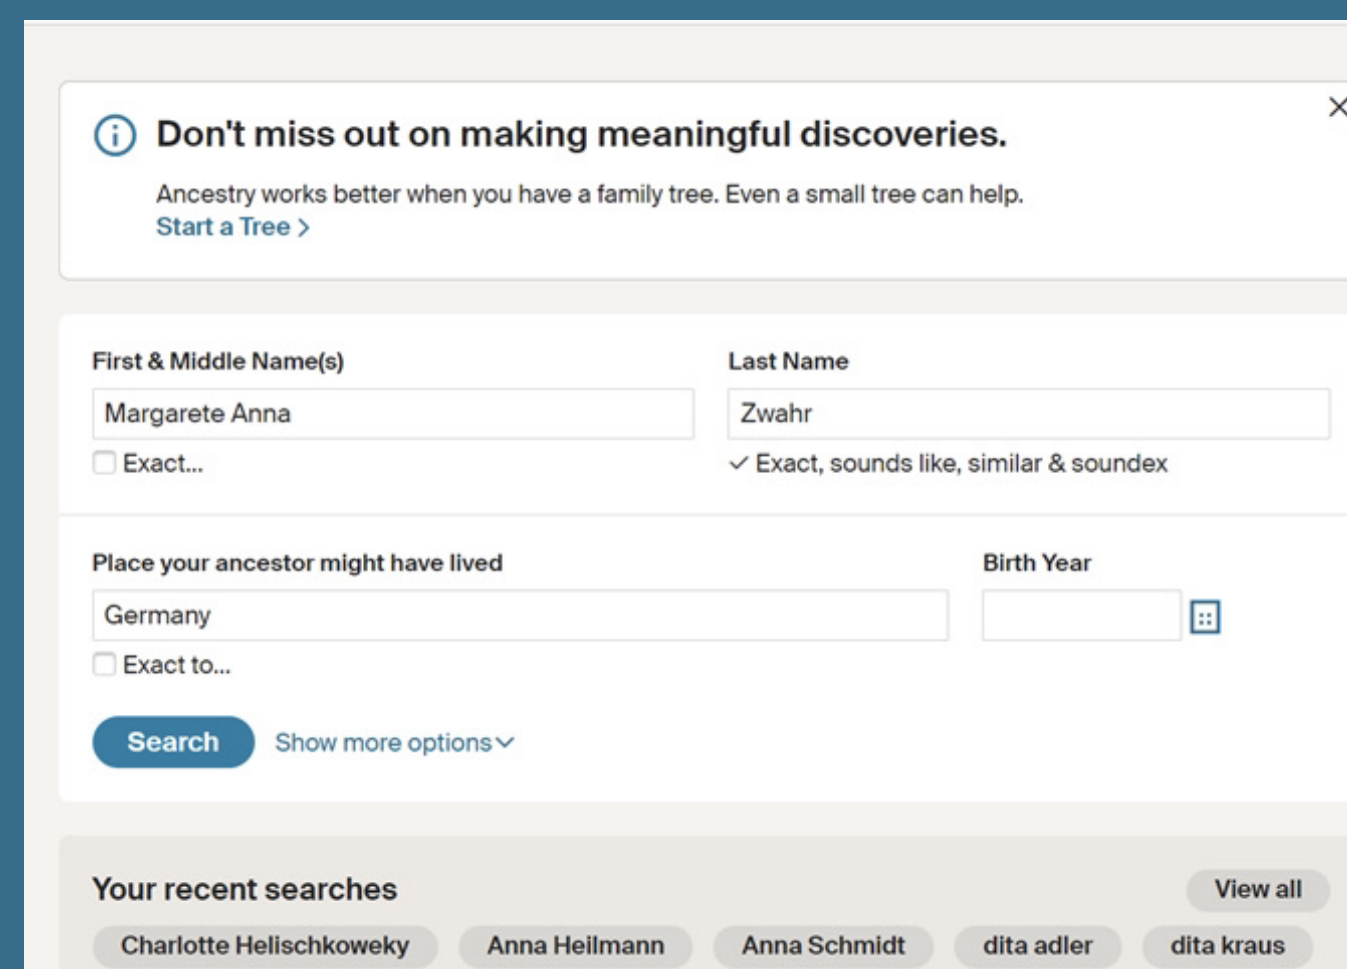 Don't miss out on making meaningful discoveries.
Ancestry works better when you have a family tree. Even a small tree can help.
Start a Tree >
First & Middle Name(s)
Last Name
Margarete Anna
Zwahr
Exact...
Exact, sounds like, similar & soundex
Place your ancestor might have lived
Birth Year
Germany
Exact to...
Search
Show more options
Your recent searches
View all
Charlotte Helischkoweky
Anna Heilmann
Anna Schmidt
dita adler
dita kraus